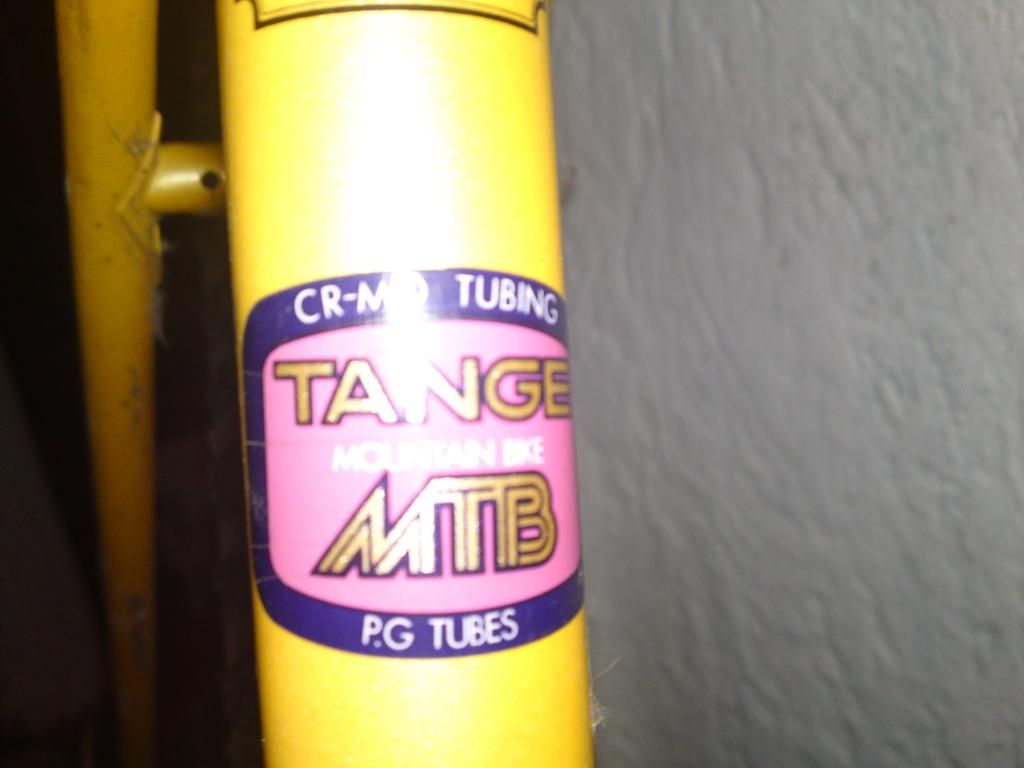 CR-MO TUBING
TANGE
MOUNTAIN BIKE
MTB
P.G TUBES